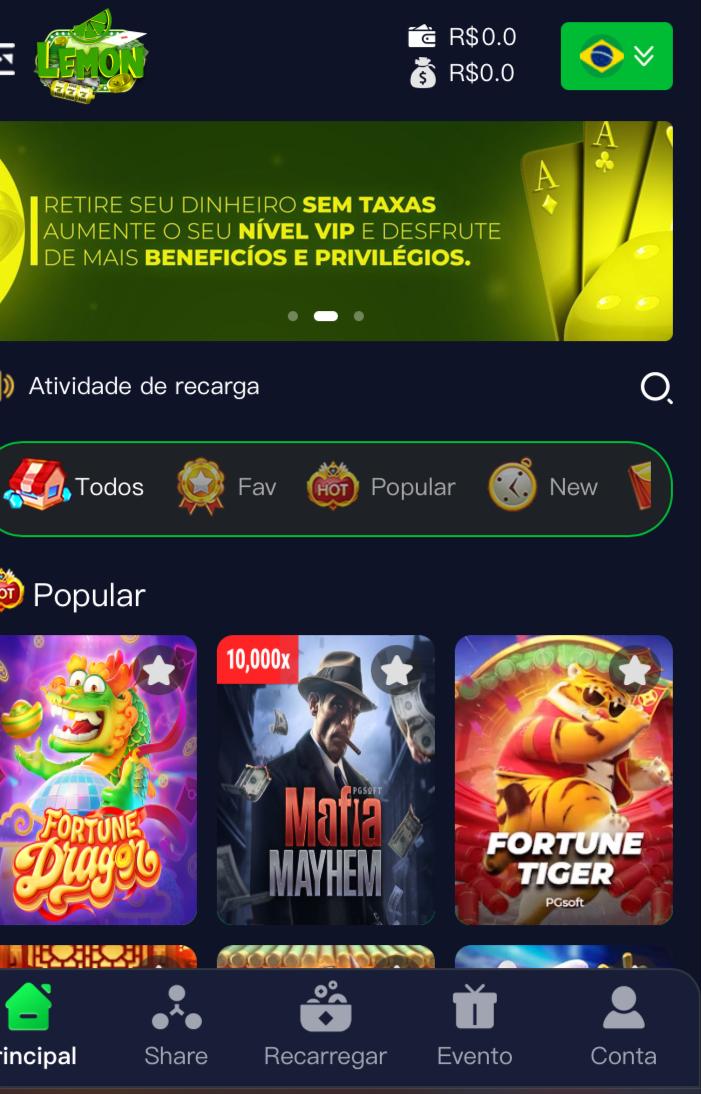 LEMON
777
R$0.0
R$0.0
RETIRE SEU DINHEIRO SEM TAXAS
AUMENTE O SEU NÍVEL VIP E DESFRUTE
DE MAIS BENEFICÍOS E PRIVILÉGIOS.
A
A
Atividade de recarga
Todos
Fav
HOT
Popular
New
OT
Popular
FORTUNE
Dragon
10,000x
PGSOFT
Mafia
MAYHEM
FORTUNE
TIGER
PGsoft
rincipal
Share
Recarregar
Evento
Conta